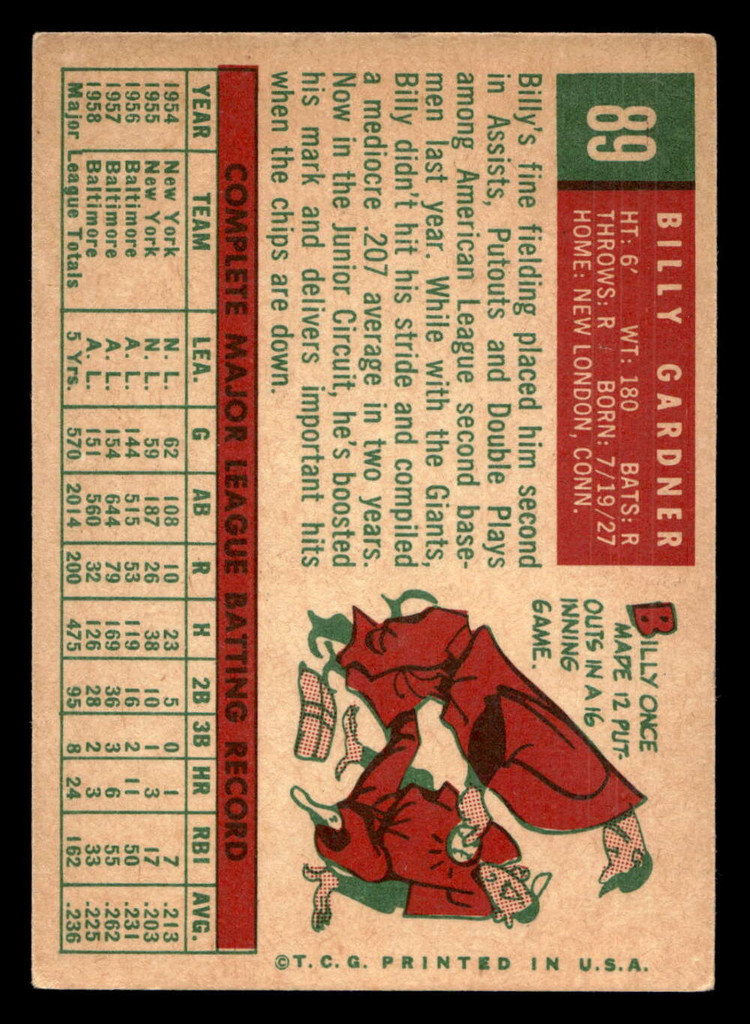 89
BILLY GARDNER
HT: 6' WT: 180 BATS: R
THROWS: R BORN: 7/19/27
HOME: NEW LONDON, CONN.
Billy's fine fielding placed him second
in Assists, Putouts and Double Plays
among American League second base-
men last year. While with the Giants,
Billy didn't hit his stride and compiled
a mediocre .207 average in two years.
Now in the Junior Circuit, he's boosted
his mark and delivers important hits
when the chips are down.
BILLY ONCE
MADE 12 PUT-
OUTS IN A 16
INNING
GAME.
COMPLETE MAJOR LEAGUE BATTING RECORD
YEAR TEAM LEA. G AB R H 2B 3B HR RBI AVG.
1954 New York N. L. 62 108 10 23 5 0 1 7 .213
1955 New York N. L. 59 187 26 38 10 1 3 17 .203
1956 Baltimore A. L. 144 515 53 119 16 2 11 50 .231
1957 Baltimore A. L. 154 644 79 169 36 3 6 55 .262
1958 Baltimore A. L. 151 560 32 126 28 2 3 33 .225
Major League Totals 5 Yrs. 570 2014 200 475 95 8 24 162 .236
©T.C.G. PRINTED IN U.S.A.